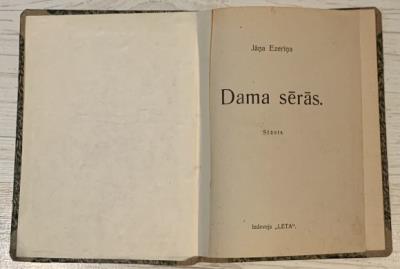 Jāņa Ezeriņa
Dama sērās.
Stāsts
Izdevējs „LETA“.